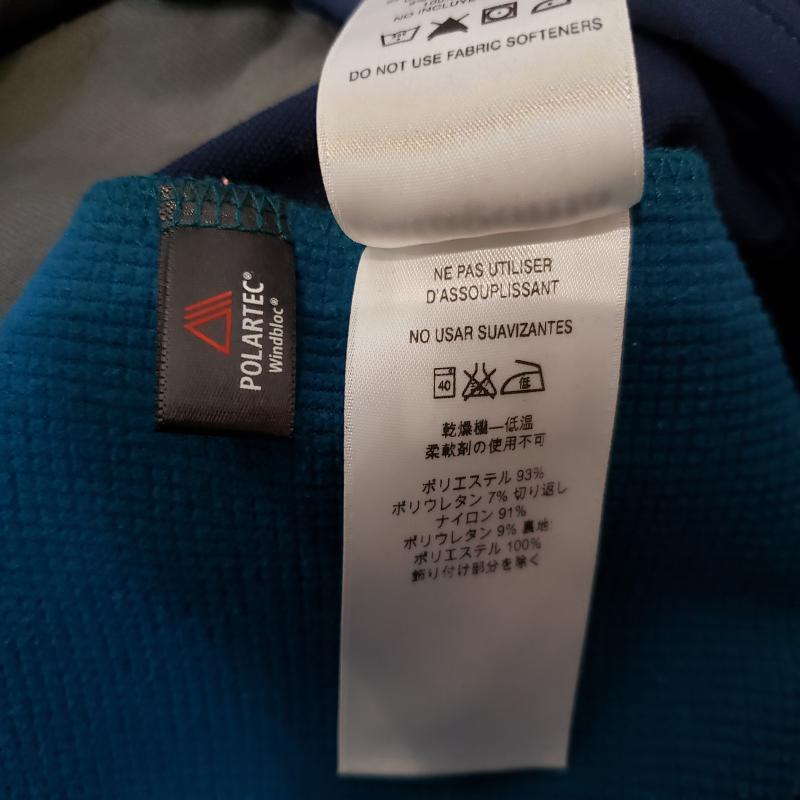 NO INCLUYE
DO NOT USE FABRIC SOFTENERS
POLARTEC®
Windbloc®
NE PAS UTILISER
D'ASSOUPLISSANT
NO USAR SUAVIZANTES
40 低
乾燥機—低温
柔軟剤の使用不可
ポリエステル 93%
ポリウレタン 7% 切り返し
ナイロン 91%
ポリウレタン 9% 裏地:
ポリエステル 100%
飾り付け部分を除く